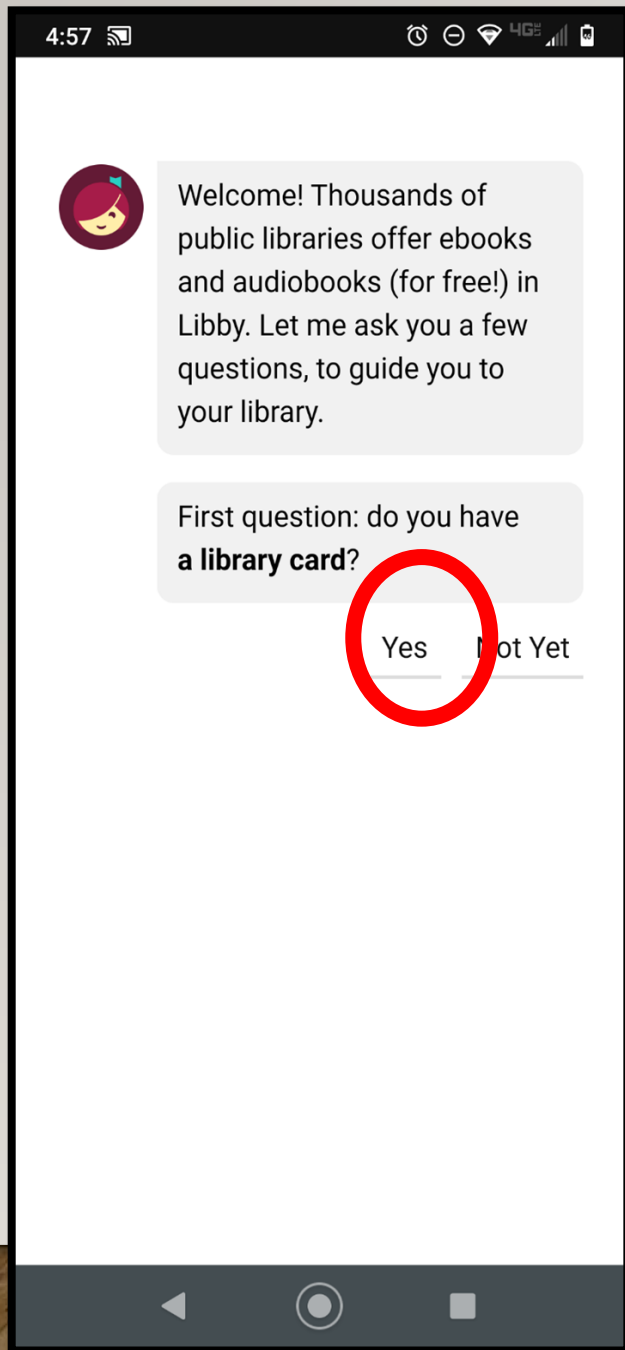 4:57 4GE
Welcome! Thousands of
public libraries offer ebooks
and audiobooks (for free!) in
Libby. Let me ask you a few
questions, to guide you to
your library.
First question: do you have
a library card?
Yes Not Yet